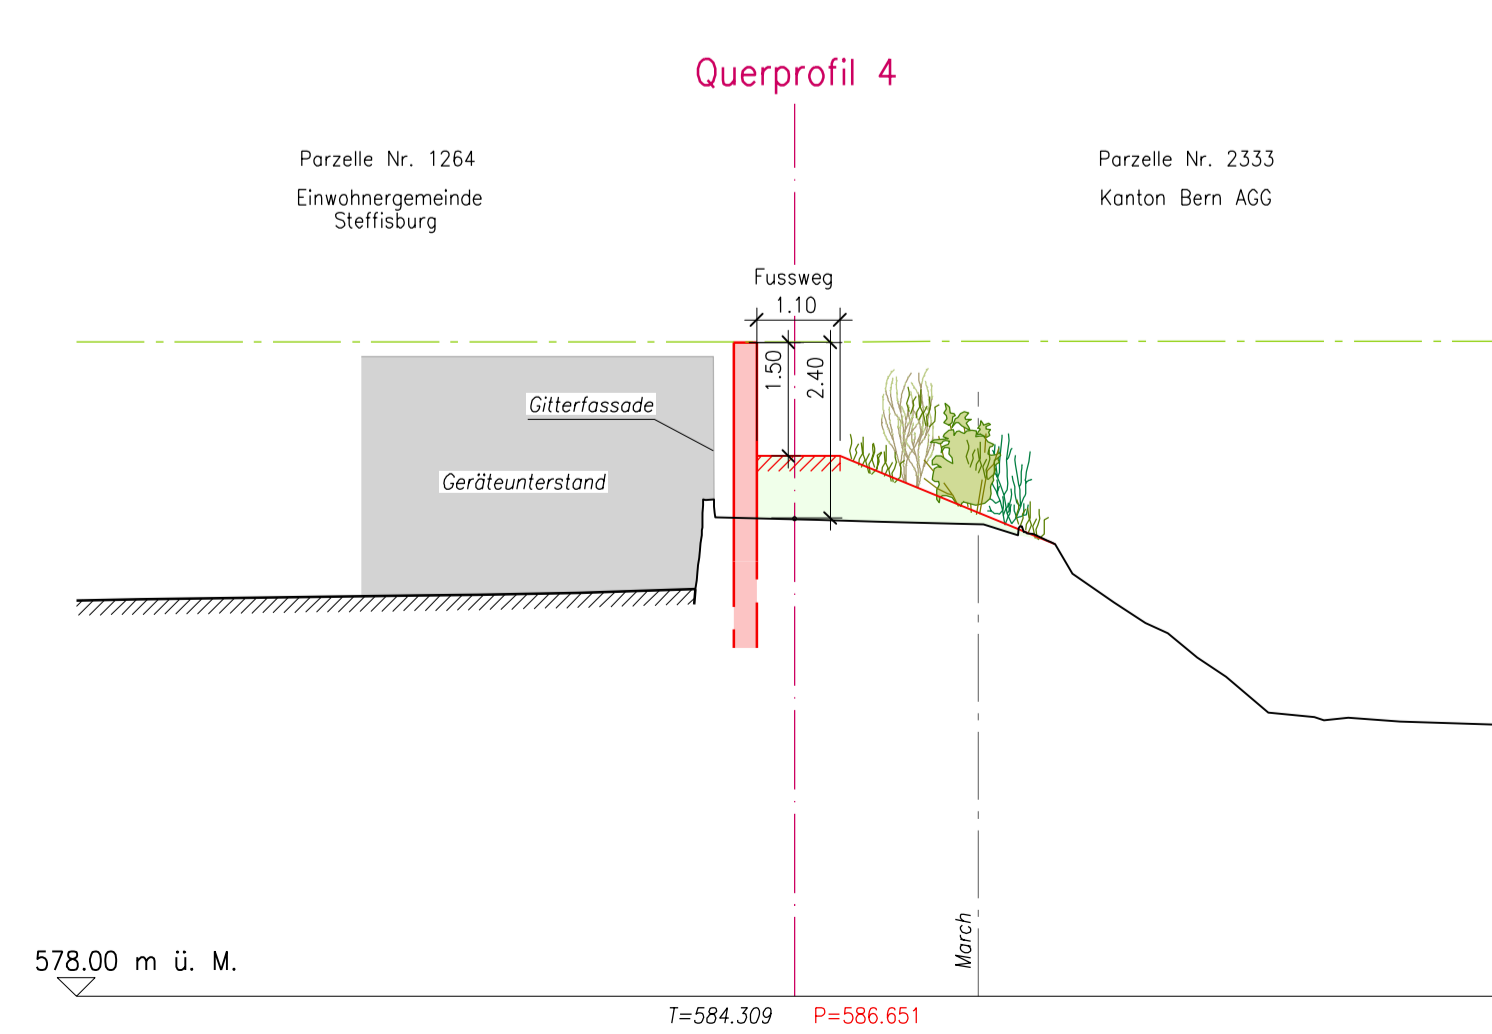 Querprofil 4
Parzelle Nr. 1264
Einwohnergemeinde
Steffisburg
Parzelle Nr. 2333
Kanton Bern AGG
Fussweg
1.10
1.50
2.40
Gitterfassade
Geräteunterstand
March
578.00 m ü. M.
T=584.309
P=586.651